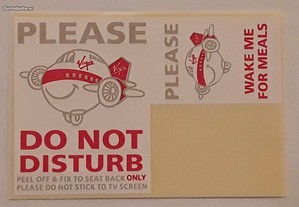 PLEASE
DO NOT
DISTURB
PEEL OFF & FIX TO SEAT BACK ONLY
PLEASE DO NOT STICK TO TV SCREEN
PLEASE
WAKE ME
FOR MEALS